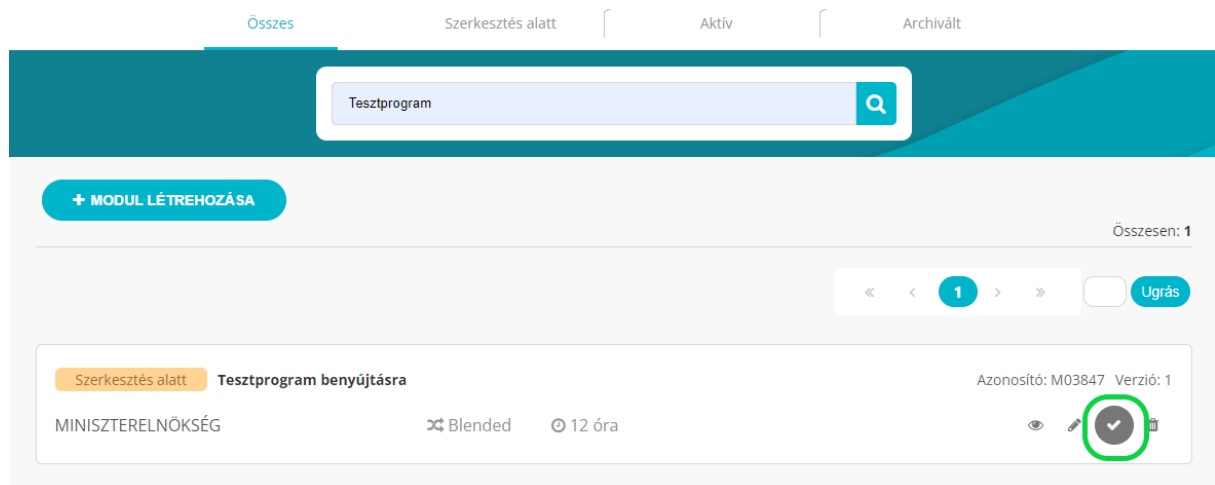 Összes Szerkesztés alatt Aktív Archivált
Tesztprogram
+ MODUL LÉTREHOZÁSA
Összesen: 1
« < 1 > » Ugrás
Szerkesztés alatt Tesztprogram benyújtásra Azonosító: M03847 Verzió: 1
MINISZTERELNÖKSÉG Blended 12 óra